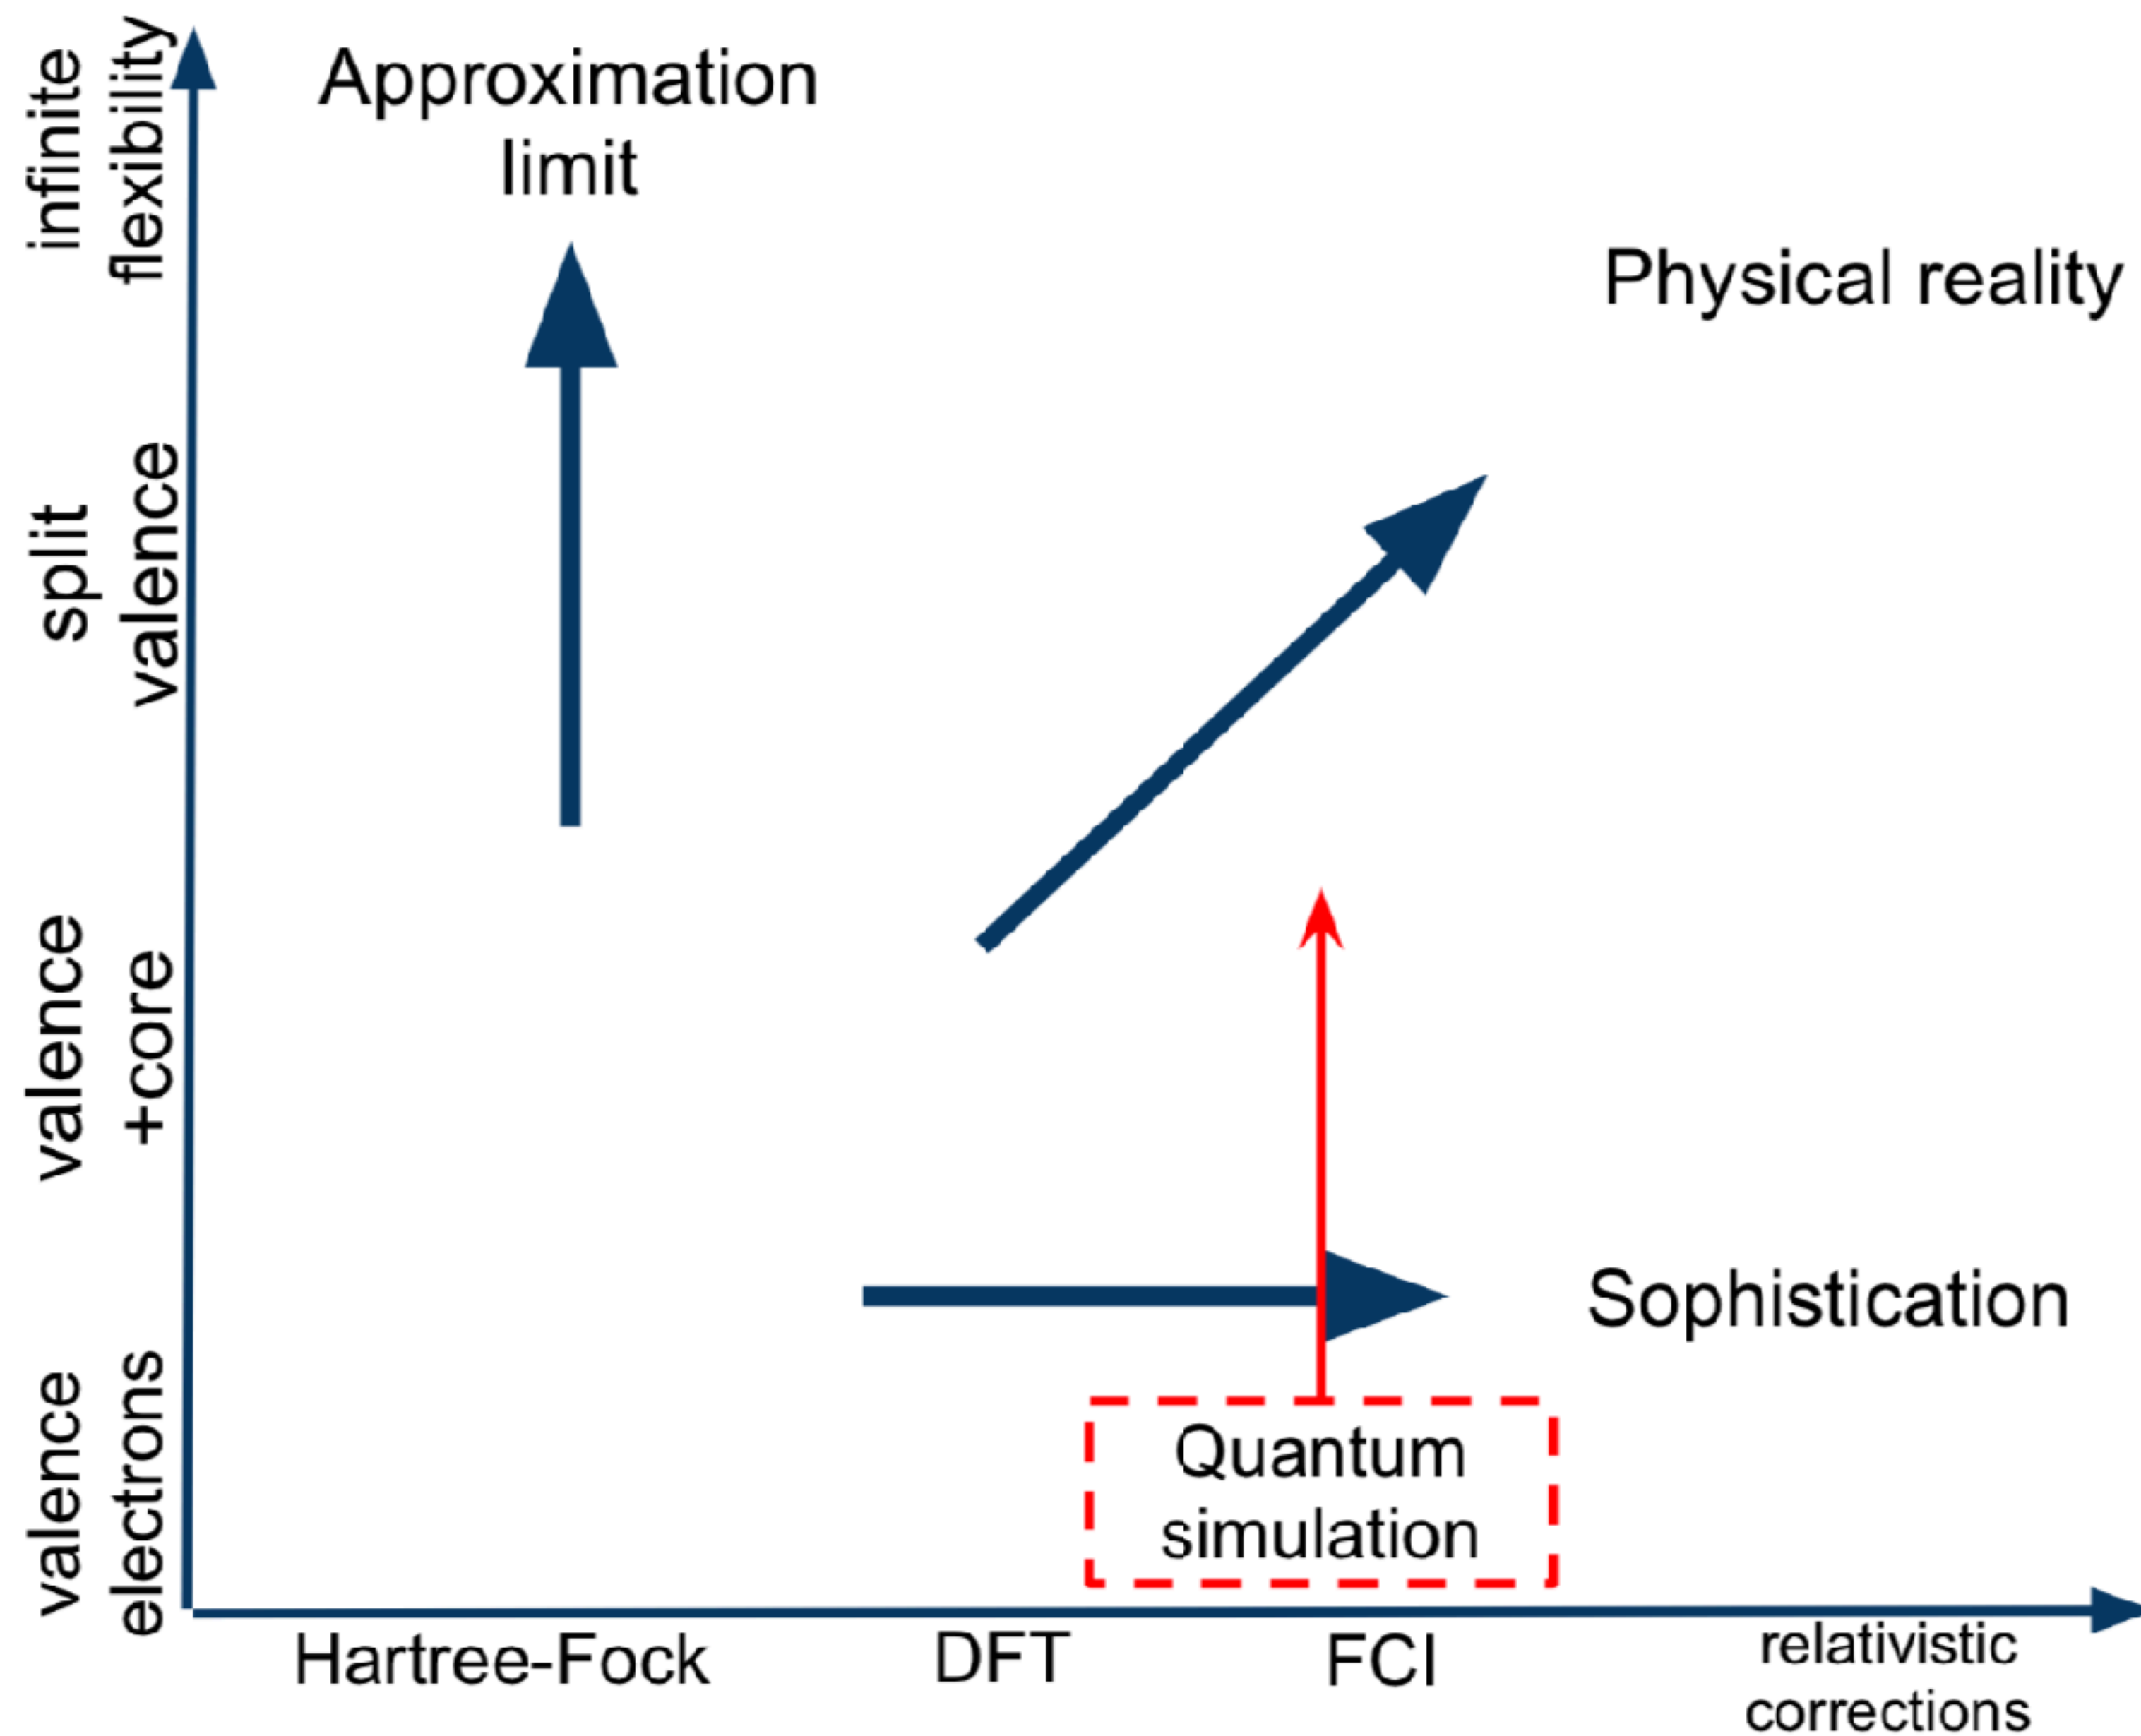 infinite
flexibility
split
valence
valence
+core
valence
electrons
Approximation
limit
Physical reality
Sophistication
Quantum
simulation
Hartree-Fock
DFT
FCI
relativistic
corrections